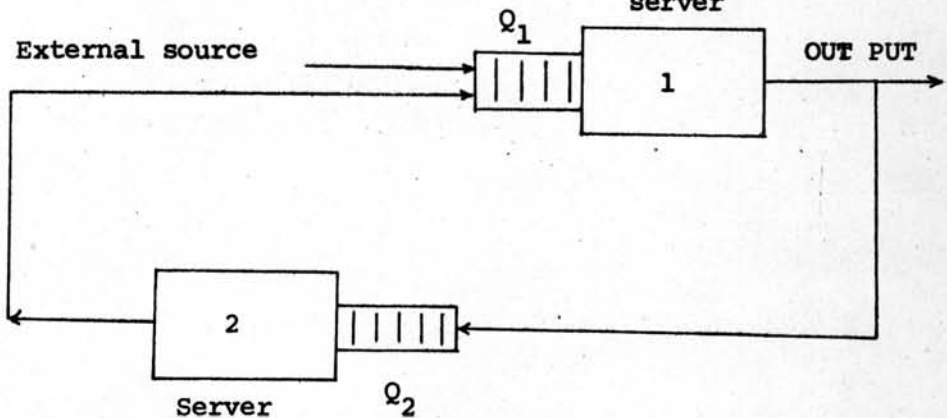 server
Q1
External source
OUT PUT
1
2
Q2
Server